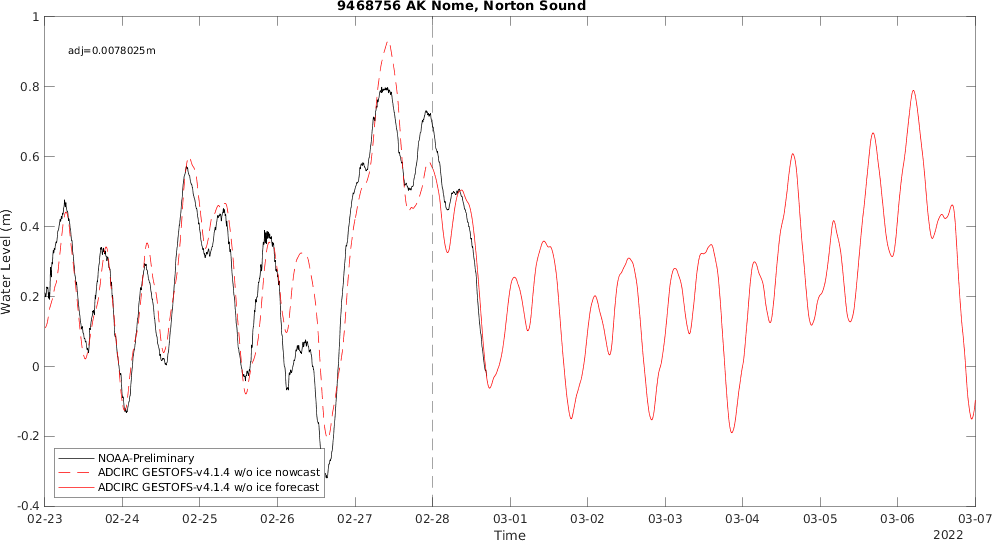 9468756 AK Nome, Norton Sound
adj=0.0078025m
1
0.8
0.6
0.4
0.2
0
-0.2
-0.4
Water Level (m)
NOAA-Preliminary
ADCIRC GESTOFS-v4.1.4 w/o ice nowcast
ADCIRC GESTOFS-v4.1.4 w/o ice forecast
02-23 02-24 02-25 02-26 02-27 02-28 03-01 03-02 03-03 03-04 03-05 03-06 03-07
Time
2022